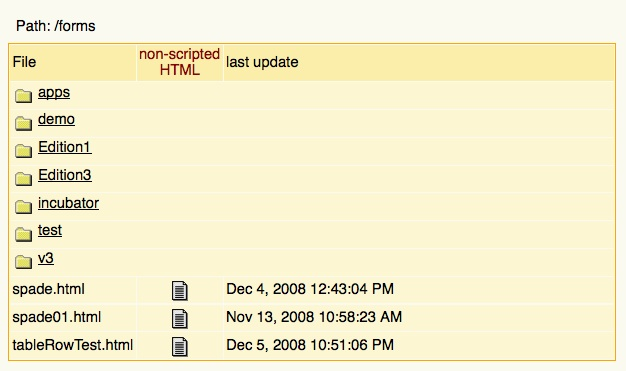 Path: /forms
File non-scripted HTML last update
apps
demo
Edition1
Edition3
incubator
test
v3
spade.html Dec 4, 2008 12:43:04 PM
spade01.html Nov 13, 2008 10:58:23 AM
tableRowTest.html Dec 5, 2008 10:51:06 PM